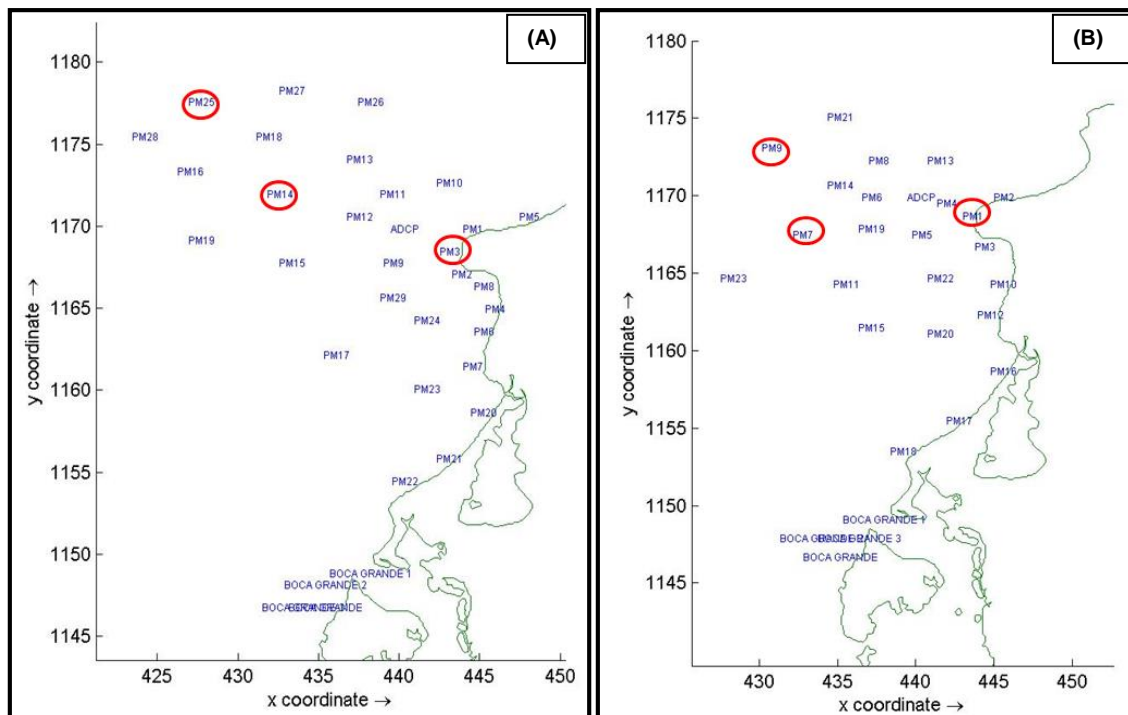 (A)
1180
PM27
PM25
PM26
1175
PM28
PM18
PM13
PM16
PM10
PM14
PM11
1170
PM12
PM5
PM19
ADCP
PM1
PM3
PM15
PM9
PM2
PM8
1165
PM29
PM4
PM24
PM6
PM17
PM7
1160
PM23
PM20
1155
PM21
PM22
1150
BOCA GRANDE 1
BOCA GRANDE 2
GRANDE
1145
425 430 435 440 445 450
x coordinate →
y coordinate →
(B)
1180
1175
PM21
PM9
PM8
PM13
PM14
1170
PM6
ADCP
PM4
PM2
PM1
PM7
PM19
PM5
PM3
1165
PM23
PM11
PM22
PM10
PM12
PM15
PM20
1160
PM16
1155
PM17
PM18
1150
BOCA GRANDE 1
BOCA GRANDE 3
BOCA GRANDE
1145
430 435 440 445 450
x coordinate →
y coordinate →